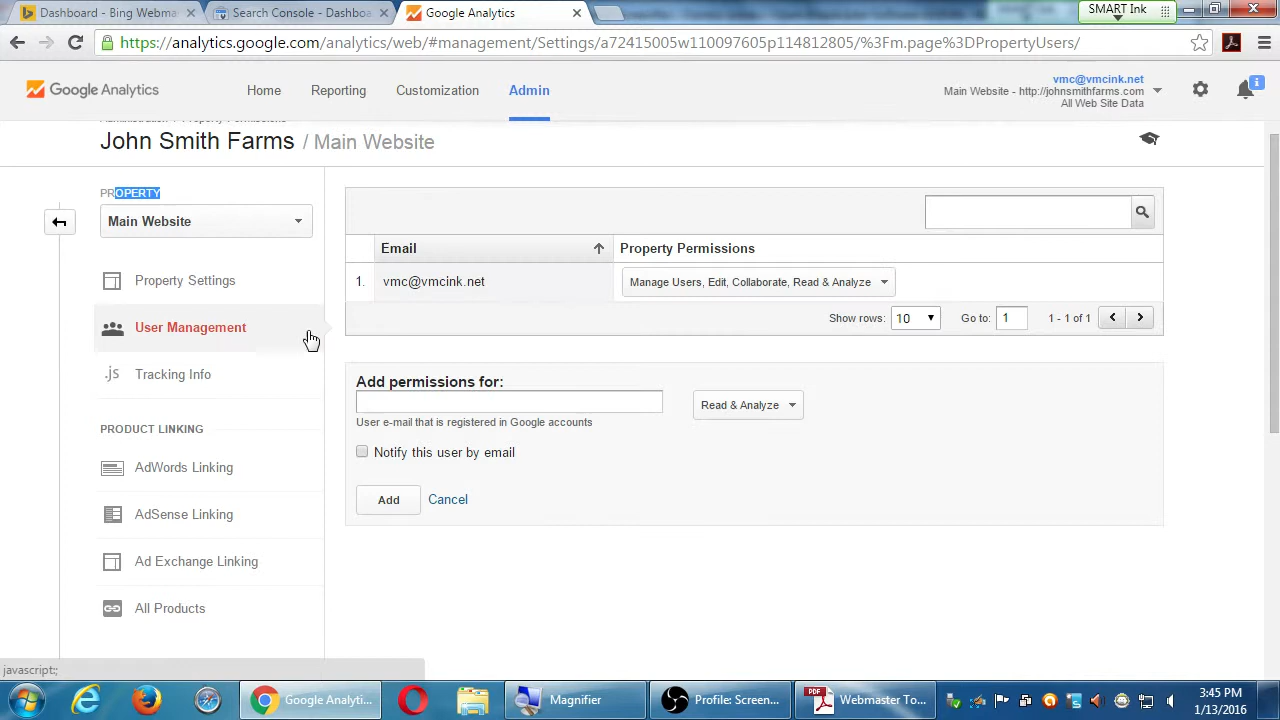 Dashboard - Bing Webma
Search Console - Dashboa
Google Analytics
SMART Ink
https://analytics.google.com/analytics/web/#management/Settings/a72415005w110097605p114812805/%3Fm.page%3DPropertyUsers/
Google Analytics
Home
Reporting
Customization
Admin
vmc@vmcink.net
Main Website - http://johnsmithfarms.com
All Web Site Data
John Smith Farms / Main Website
PROPERTY
Main Website
Property Settings
User Management
.js Tracking Info
PRODUCT LINKING
AdWords Linking
AdSense Linking
Ad Exchange Linking
All Products
Email
Property Permissions
1. vmc@vmcink.net
Manage Users, Edit, Collaborate, Read & Analyze
Show rows: 10 Go to: 1 1 - 1 of 1
Add permissions for:
Read & Analyze
User e-mail that is registered in Google accounts
Notify this user by email
Add Cancel
javascript:;
Google Analyti...
Magnifier
Profile: Screen...
PDF
Webmaster To...
3:45 PM
1/13/2016